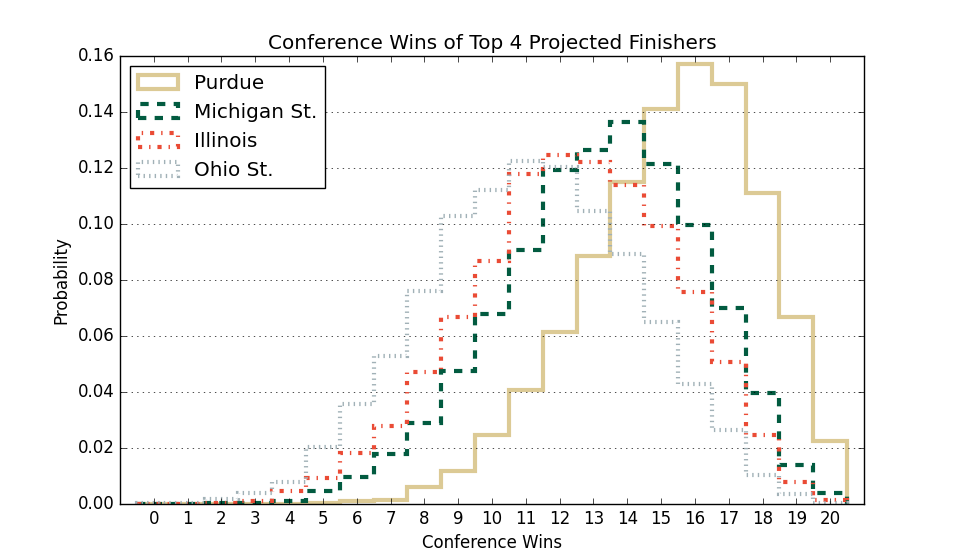 Conference Wins of Top 4 Projected Finishers
Purdue
Michigan St.
Illinois
Ohio St.
0.16
0.14
0.12
0.10
0.08
0.06
0.04
0.02
0.00
Probability
0 1 2 3 4 5 6 7 8 9 10 11 12 13 14 15 16 17 18 19 20
Conference Wins